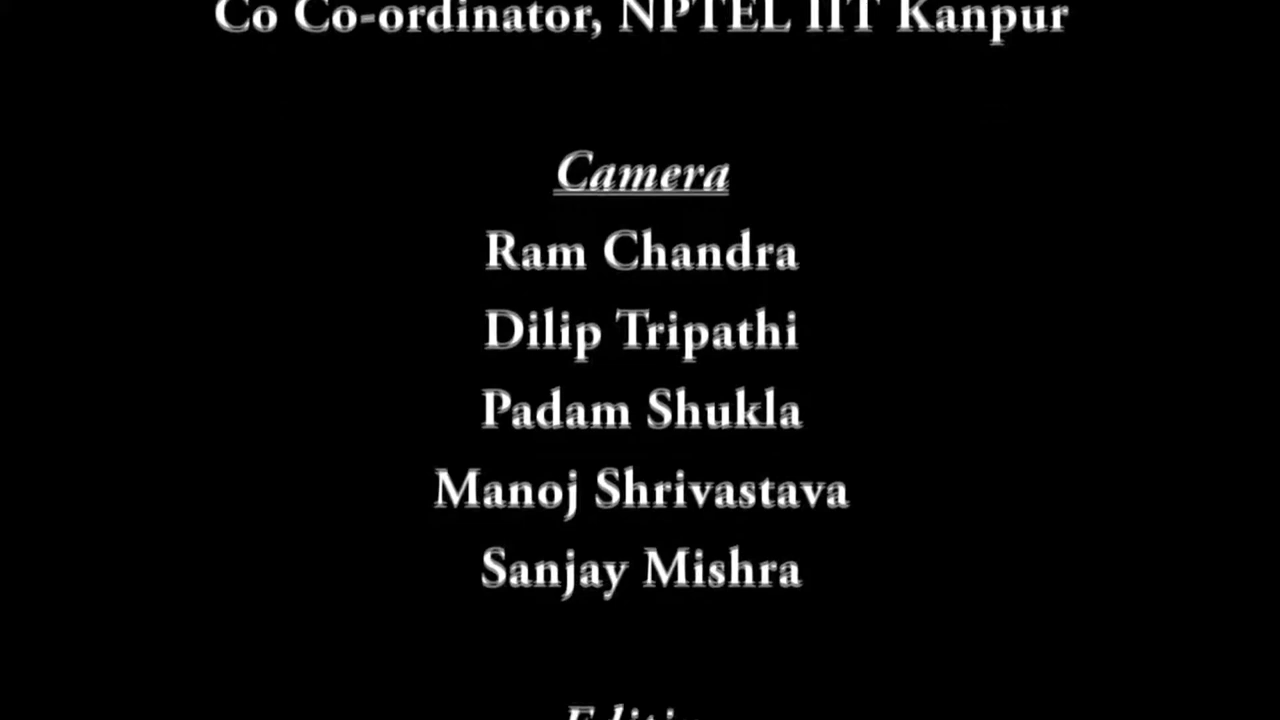 Co Co-ordinator, NPTEL IIT Kanpur
Camera
Ram Chandra
Dilip Tripathi
Padam Shukla
Manoj Shrivastava
Sanjay Mishra